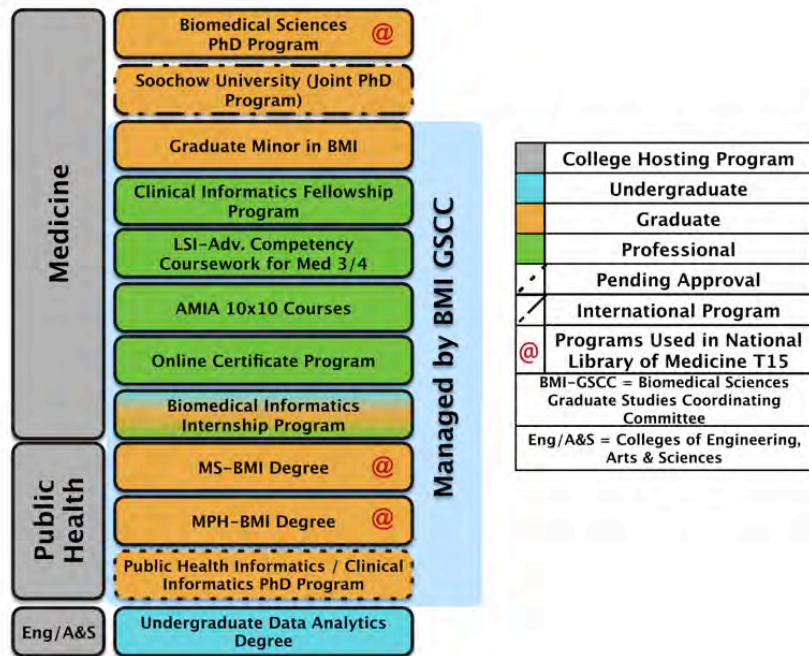 Medicine
Biomedical Sciences
PhD Program
@
Soochow University (Joint PhD
Program)
Graduate Minor in BMI
Clinical Informatics Fellowship
Program
LSI-Adv. Competency
Coursework for Med 3/4
AMIA 10x10 Courses
Online Certificate Program
Biomedical Informatics
Internship Program
Public
Health
MS-BMI Degree
@
MPH-BMI Degree
@
Public Health Informatics / Clinical
Informatics PhD Program
Eng/A&S
Undergraduate Data Analytics
Degree
Managed by BMI GSCC
College Hosting Program
Undergraduate
Graduate
Professional
Pending Approval
International Program
@
Programs Used in National
Library of Medicine T15
BMI-GSCC = Biomedical Sciences
Graduate Studies Coordinating
Committee
Eng/A&S = Colleges of Engineering,
Arts & Sciences